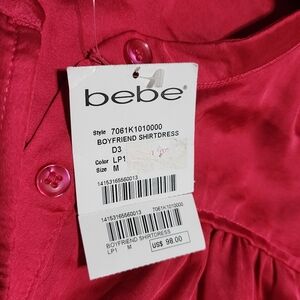 bebe
Style 7061K1010000
BOYFRIEND SHIRTDRESS
D3
Color LP1
Size M
14153165560013
14153165560013
7061K1010000
BOYFRIEND SHIRTDRESS
LP1 M
US$ 98.00